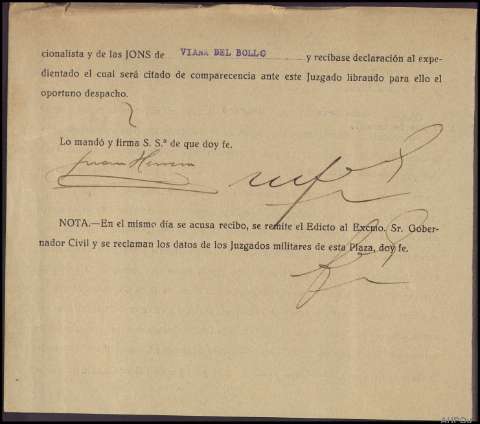 cionalista y de las JONS de VIANA DEL BOLLO y recíbase declaración al expe-
dientado el cual será citado de comparecencia ante este Juzgado librando para ello el
oportuno despacho.
Lo mandó y firma S. S.ª de que doy fe.
NOTA.—En el mismo día se acusa recibo, se remite el Edicto al Excmo. Sr. Gober-
nador Civil y se reclaman los datos de los Juzgados militares de esta Plaza, doy fe.